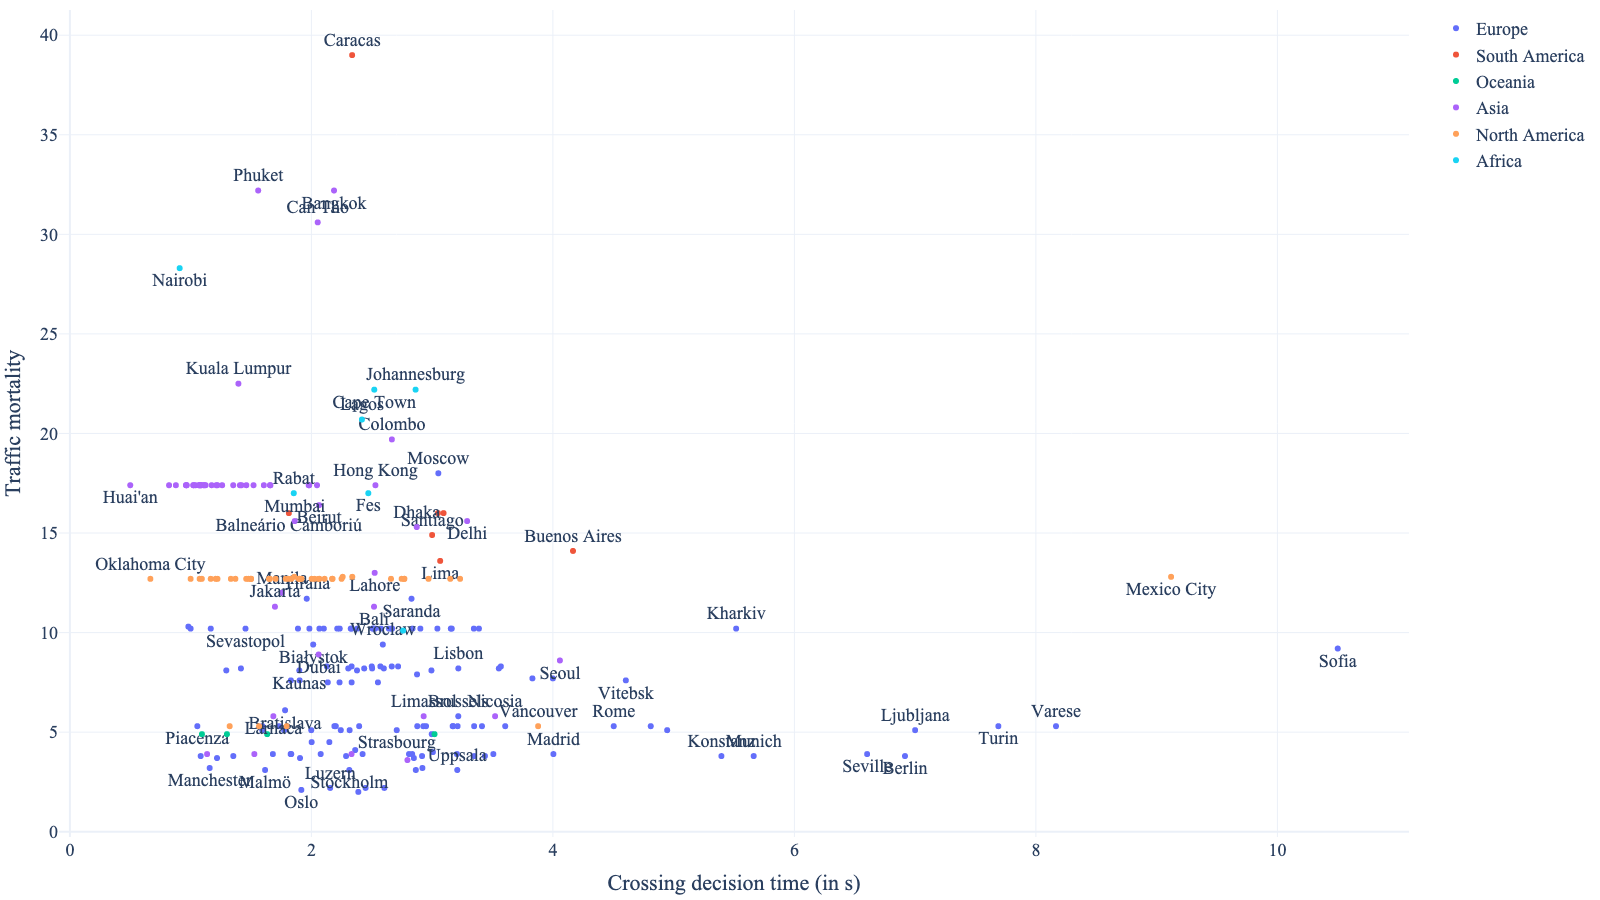 40
35
30
25
20
15
10
5
0
Traffic mortality
0
2
4
6
8
10
Crossing decision time (in s)
Europe
South America
Oceania
Asia
North America
Africa
Caracas
Phuket
Bangkok
Can Tho
Nairobi
Kuala Lumpur
Johannesburg
Cape Town
Lagos
Colombo
Moscow
Hong Kong
Rabat
Huai'an
Fes
Mumbai
Dhaka
Beirut
Santiago
Balneário Camboriú
Delhi
Buenos Aires
Oklahoma City
Lima
Manila
Tirana
Lahore
Jakarta
Mexico City
Saranda
Kharkiv
Bali
Wrocław
Sevastopol
Lisbon
Białystok
Sofia
Dubai
Seoul
Kaunas
Vitebsk
Limassol
Brussels
Nicosia
Vancouver
Rome
Ljubljana
Varese
Bratislava
Larnaca
Piacenza
Strasbourg
Madrid
Konstanz
Munich
Turin
Uppsala
Seville
Berlin
Luzern
Manchester
Malmö
Stockholm
Oslo